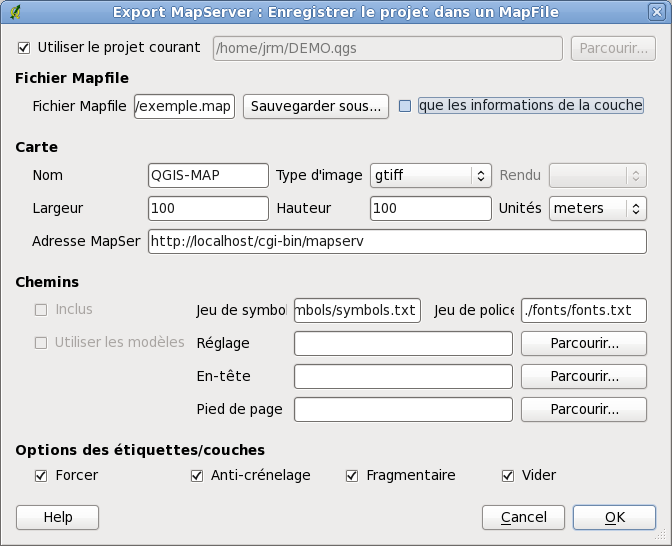 Export MapServer : Enregistrer le projet dans un MapFile
Utiliser le projet courant /home/jrm/DEMO.qgs Parcourir...
Fichier Mapfile
Fichier Mapfile /exemple.map Sauvegarder sous... que les informations de la couche
Carte
Nom QGIS-MAP Type d'image gtiff Rendu
Largeur 100 Hauteur 100 Unités meters
Adresse MapSer http://localhost/cgi-bin/mapserv
Chemins
Inclus Jeu de symbol mbols/symbols.txt Jeu de police ./fonts/fonts.txt
Utiliser les modèles Réglage Parcourir...
En-tête Parcourir...
Pied de page Parcourir...
Options des étiquettes/couches
Forcer Anti-crénelage Fragmentaire Vider
Help Cancel OK